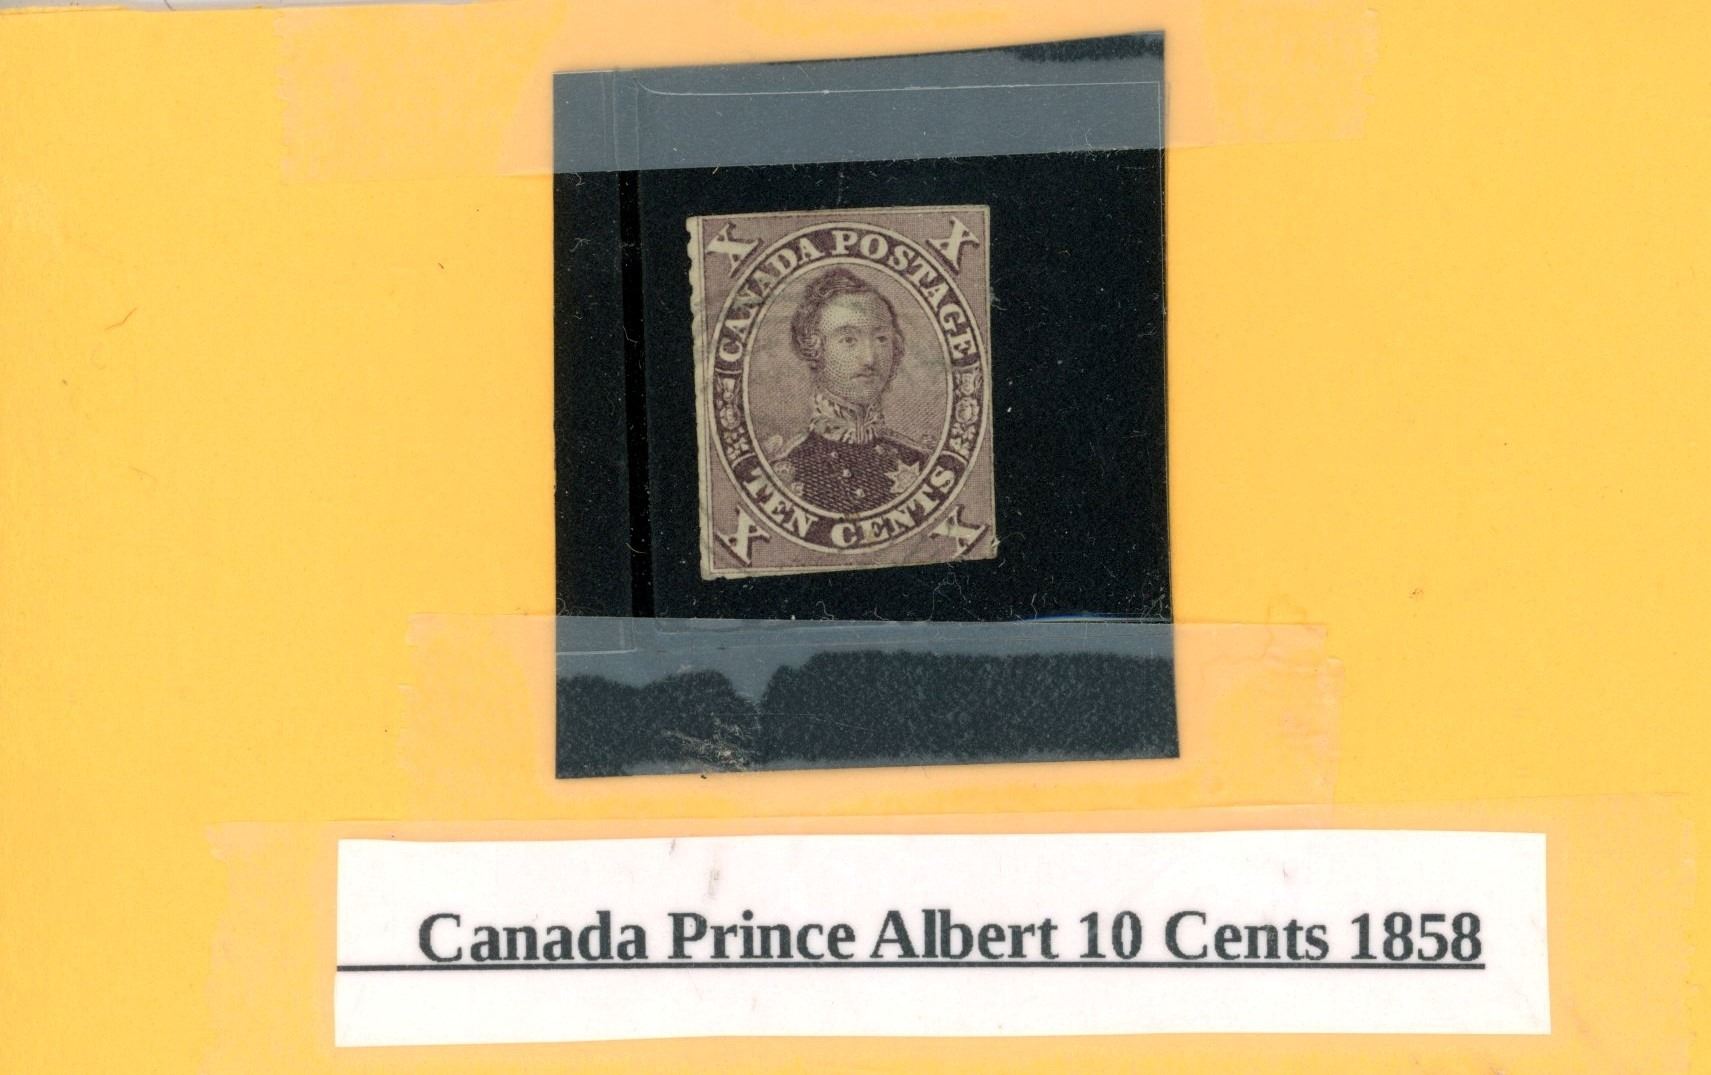 X X
CANADA POSTAGE
TEN CENTS
X X
Canada Prince Albert 10 Cents 1858